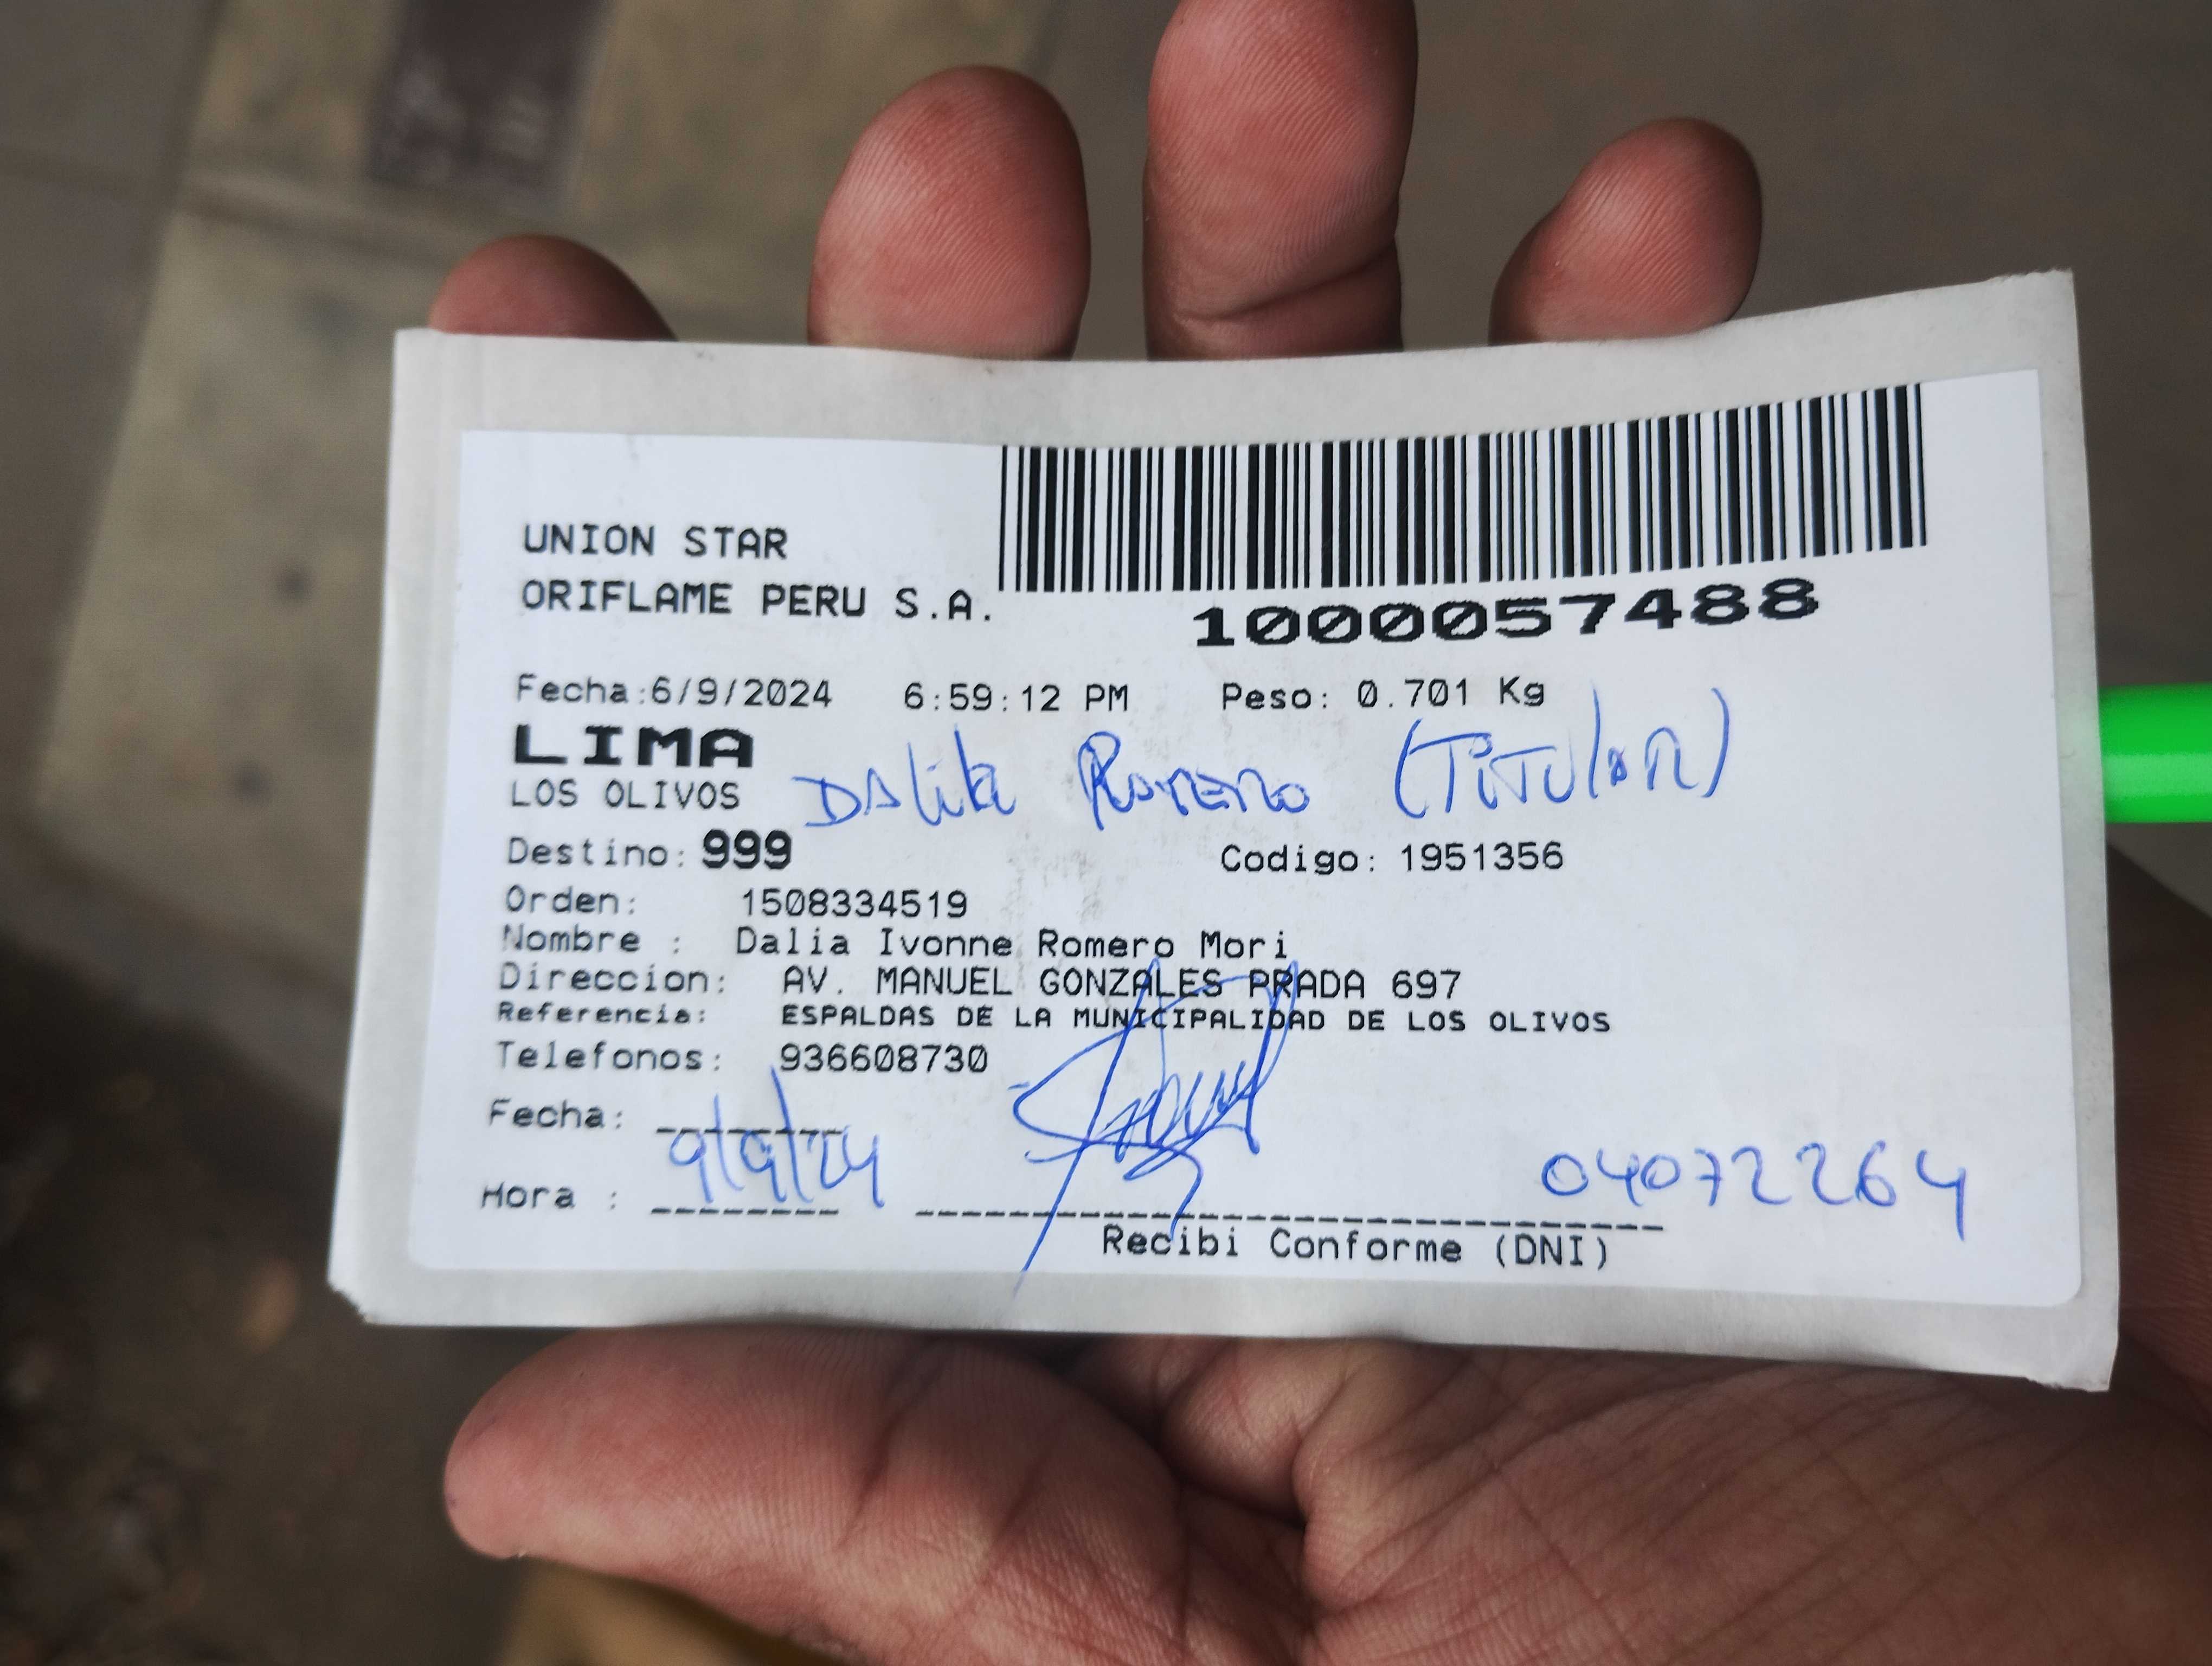 UNION STAR
ORIFLAME PERU S.A.
1000057488
Fecha:6/9/2024 6:59:12 PM Peso: 0.701 Kg
LIMA
LOS OLIVOS
Dalila Romero (Titular)
Destino: 999 Codigo: 1951356
Orden: 1508334519
Nombre : Dalia Ivonne Romero Mori
Direccion: AV. MANUEL GONZALES PRADA 697
Referencia: ESPALDAS DE LA MUNICIPALIDAD DE LOS OLIVOS
Telefonos: 936608730
Fecha:
9/9/24
Hora : 04072264
Recibi Conforme (DNI)